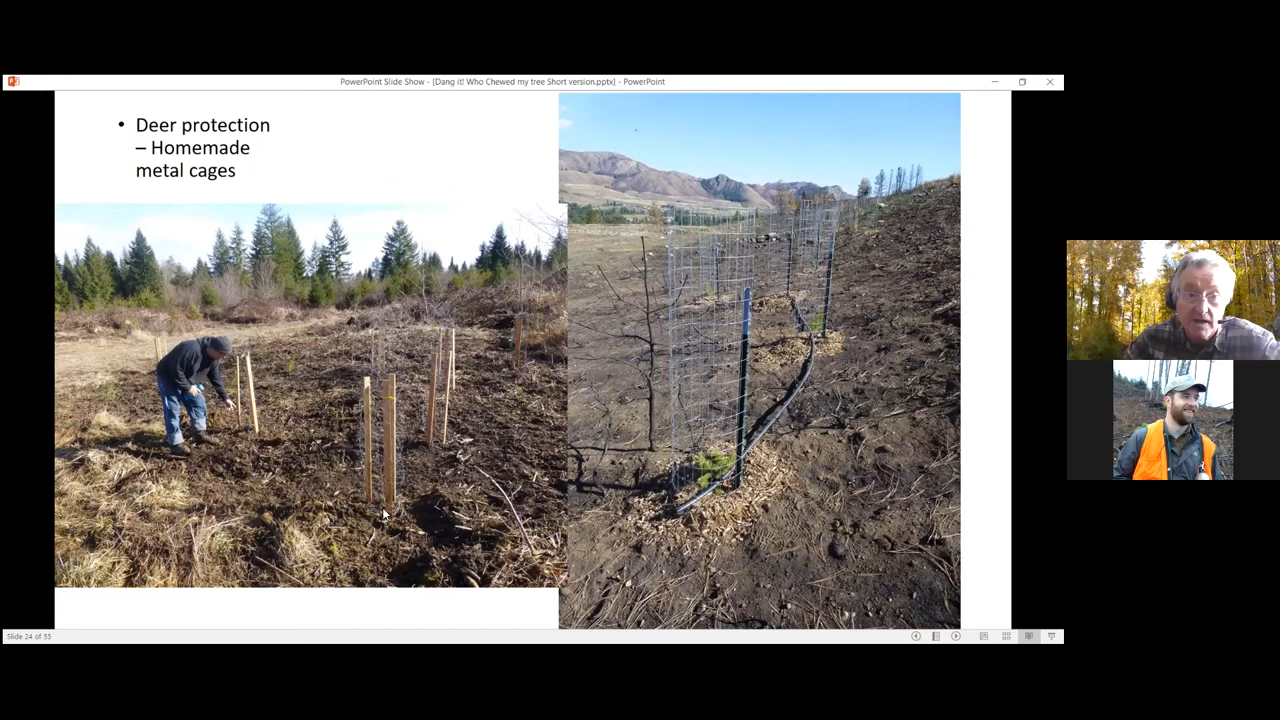 PowerPoint Slide Show - [Dang it! Who Chewed my tree Short version.pptx] - PowerPoint
• Deer protection
– Homemade
metal cages
Slide 24 of 55